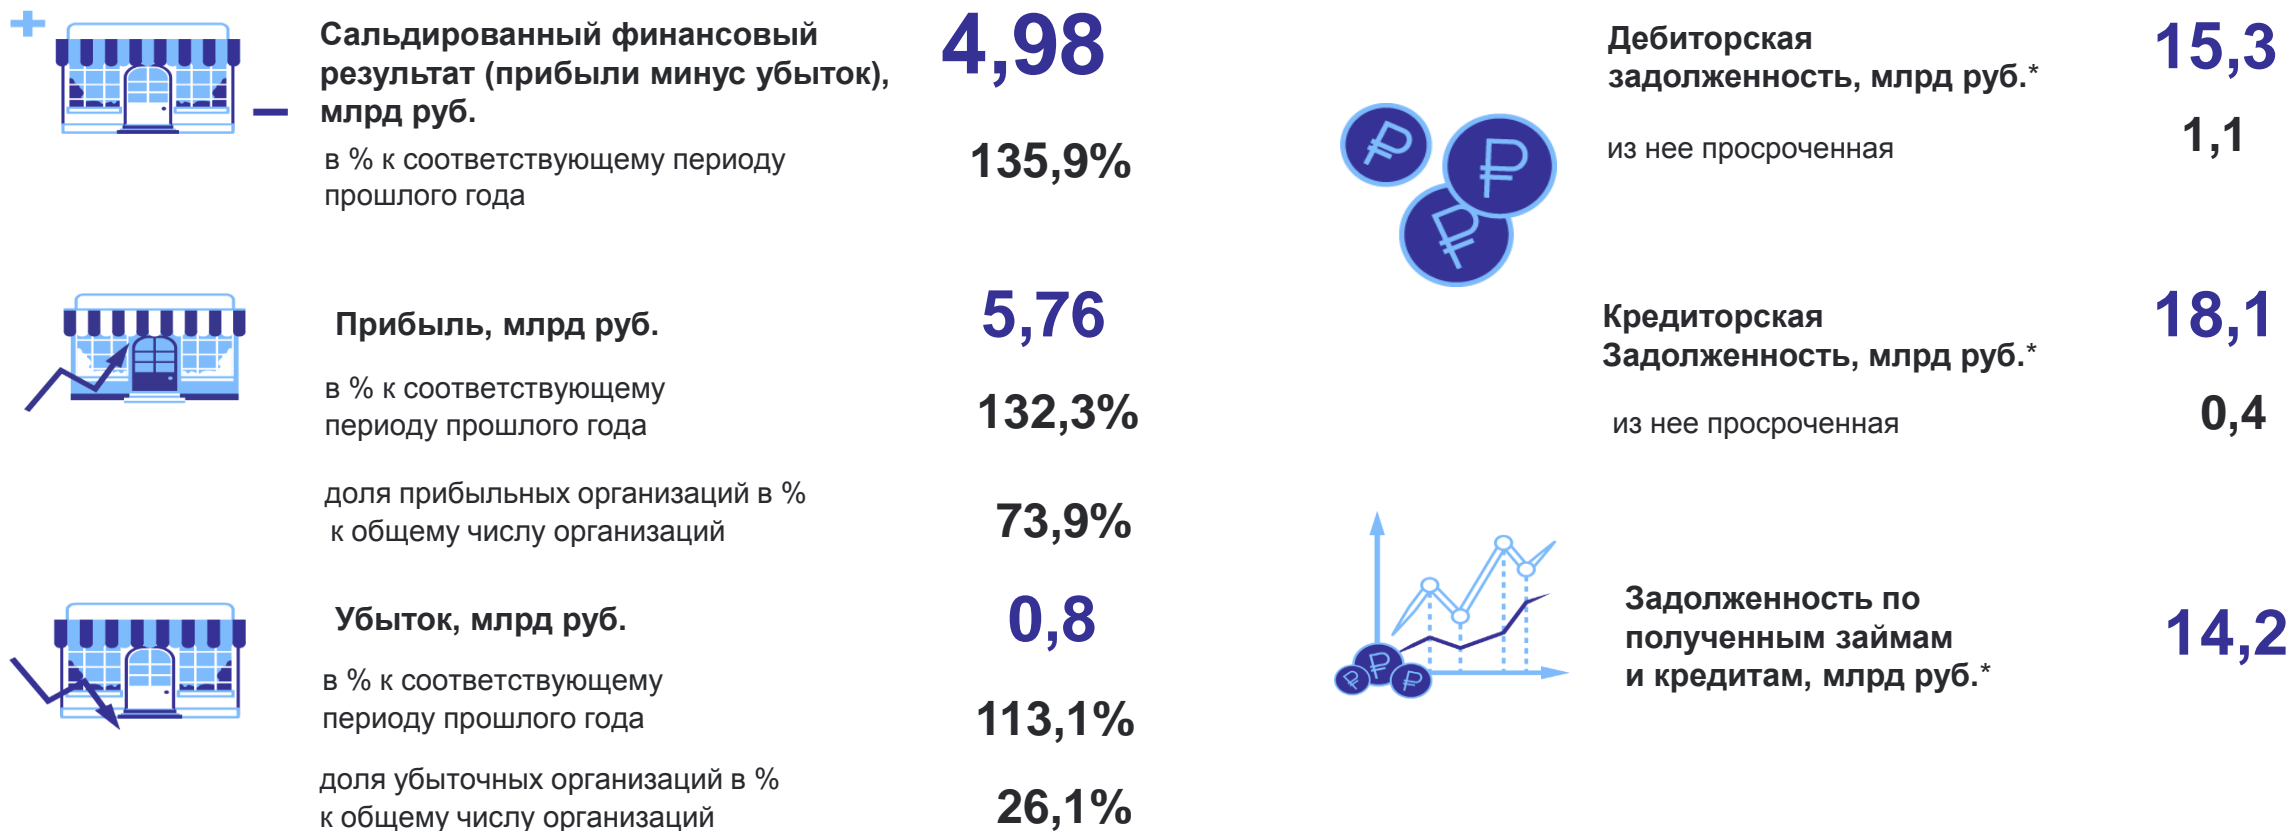 Сальдированный финансовый
результат (прибыли минус убыток),
млрд руб.
4,98
в % к соответствующему периоду
прошлого года
135,9%
Прибыль, млрд руб.
5,76
в % к соответствующему
периоду прошлого года
132,3%
доля прибыльных организаций в %
к общему числу организаций
73,9%
Убыток, млрд руб.
0,8
в % к соответствующему
периоду прошлого года
113,1%
доля убыточных организаций в %
к общему числу организаций
26,1%
Дебиторская
задолженность, млрд руб.*
15,3
из нее просроченная
1,1
Кредиторская
Задолженность, млрд руб.*
18,1
из нее просроченная
0,4
Задолженность по
полученным займам
и кредитам, млрд руб.*
14,2